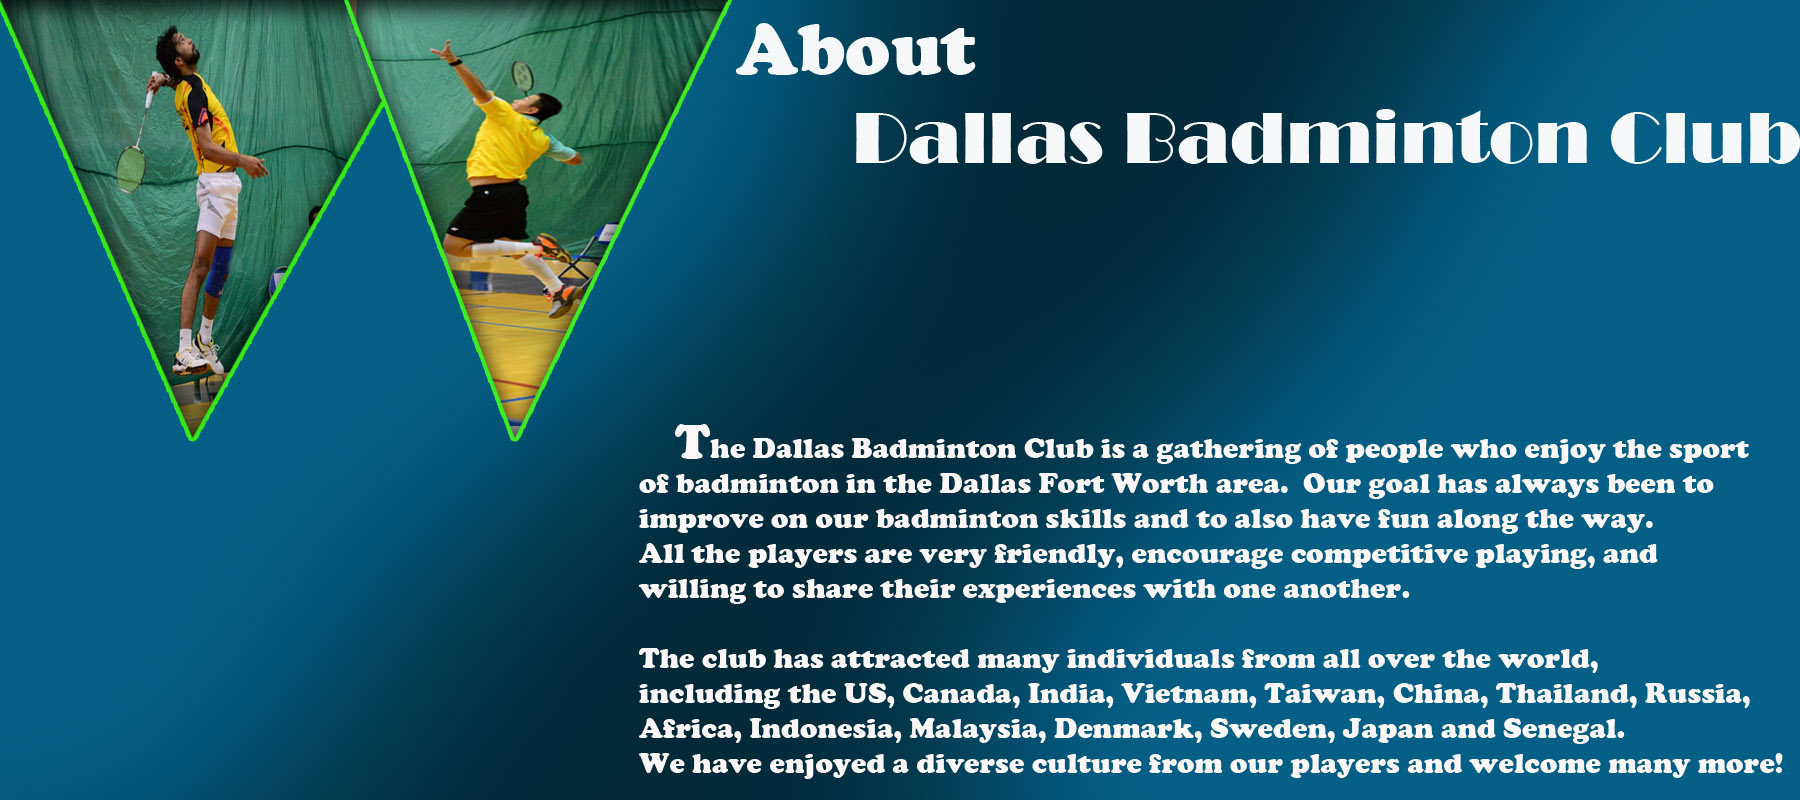 About
Dallas Badminton Club
The Dallas Badminton Club is a gathering of people who enjoy the sport
of badminton in the Dallas Fort Worth area.  Our goal has always been to
improve on our badminton skills and to also have fun along the way.
All the players are very friendly, encourage competitive playing, and
willing to share their experiences with one another.
The club has attracted many individuals from all over the world,
including the US, Canada, India, Vietnam, Taiwan, China, Thailand, Russia,
Africa, Indonesia, Malaysia, Denmark, Sweden, Japan and Senegal.
We have enjoyed a diverse culture from our players and welcome many more!